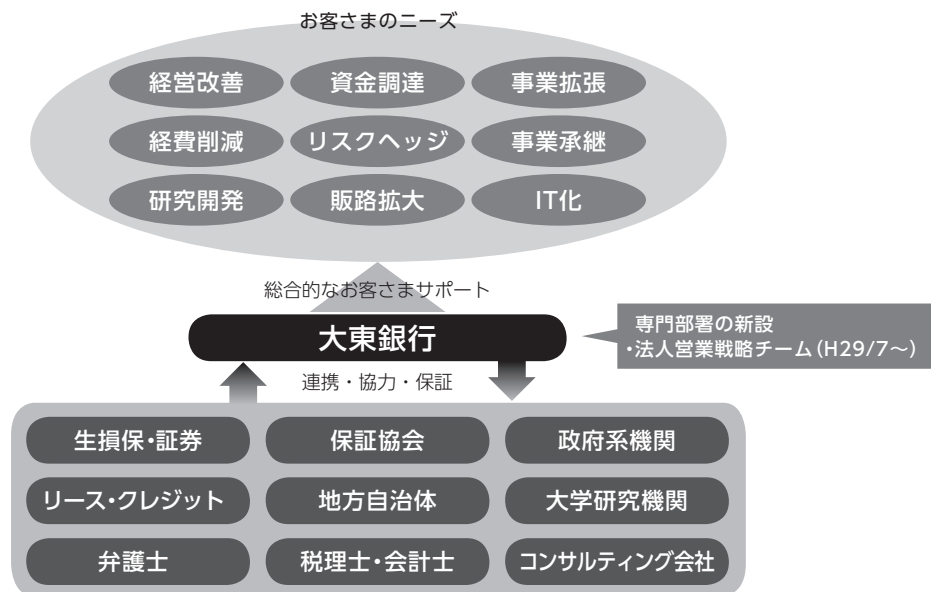 お客さまのニーズ
経営改善
資金調達
事業拡張
経費削減
リスクヘッジ
事業承継
研究開発
販路拡大
IT化
総合的なお客さまサポート
大東銀行
専門部署の新設
・法人営業戦略チーム(H29/7〜)
連携・協力・保証
生損保・証券
保証協会
政府系機関
リース・クレジット
地方自治体
大学研究機関
弁護士
税理士・会計士
コンサルティング会社